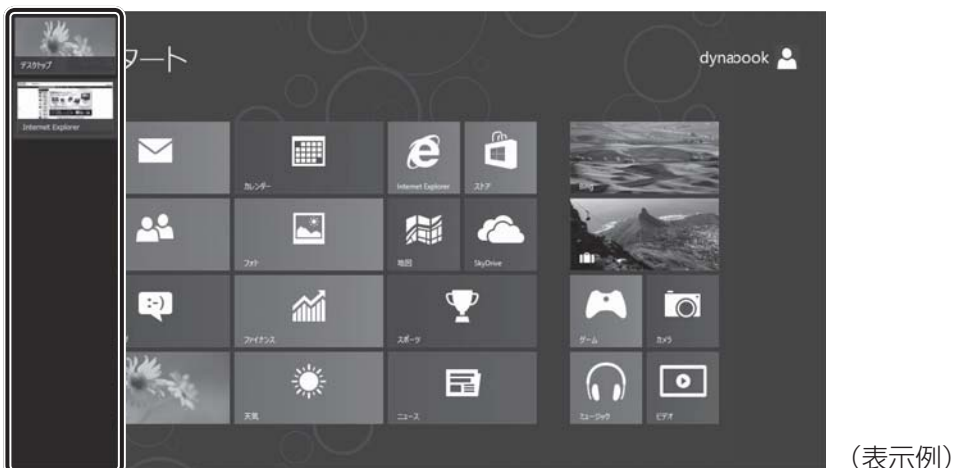 デスクトップ
Internet Explorer
タート
dynabook
カレンダー
Internet Explorer
ストア
Bing
フォト
地図
SkyDrive
ファイナンス
スポーツ
ゲーム
カメラ
天気
ニュース
ミュージック
ビデオ
（表示例）